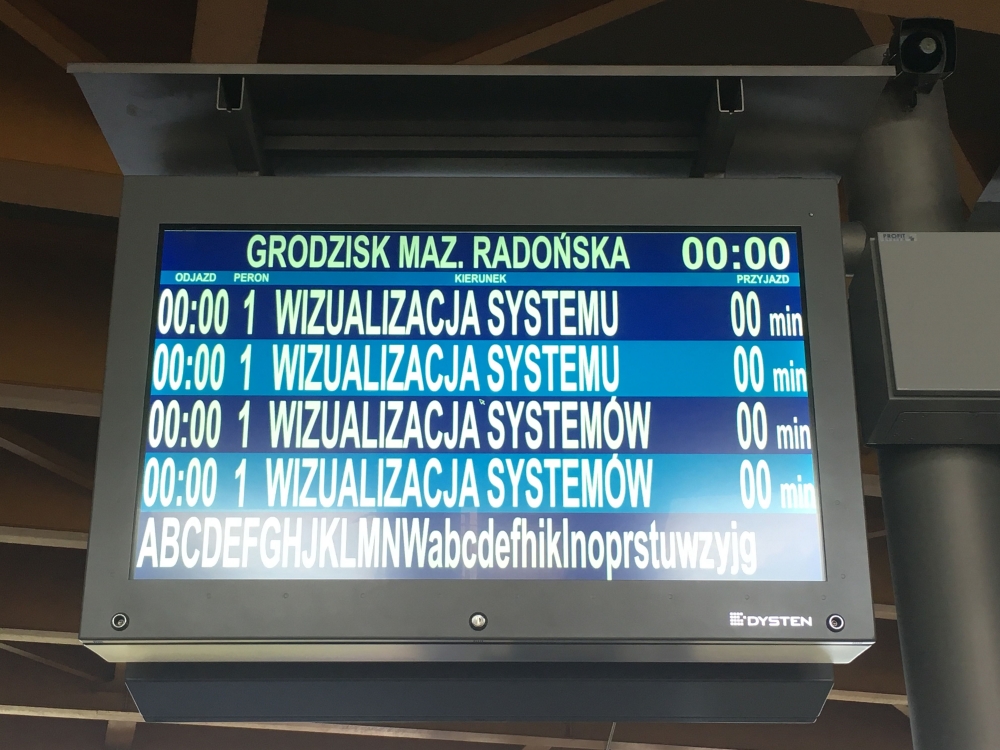 GRODZISK MAZ. RADOŃSKA 00:00
ODJAZD PERON KIERUNEK PRZYJAZD
00:00 1 WIZUALIZACJA SYSTEMU 00 min
00:00 1 WIZUALIZACJA SYSTEMU 00 min
00:00 1 WIZUALIZACJA SYSTEMÓW 00 min
00:00 1 WIZUALIZACJA SYSTEMÓW 00 min
ABCDEFGHJKLMNWabcdefhiklnoprstuwzyjg
DYSTEN
PROFIT